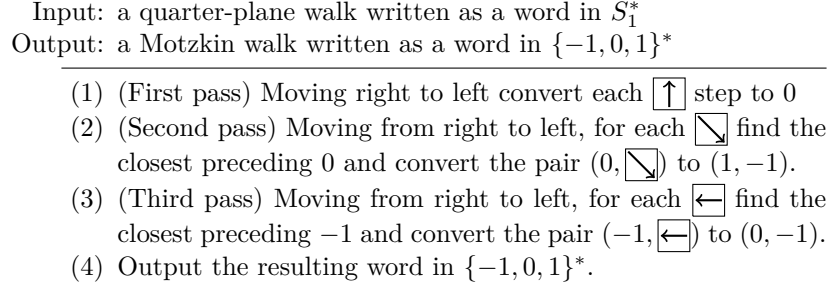 Input: a quarter-plane walk written as a word in S₁*
Output: a Motzkin walk written as a word in {−1, 0, 1}*
(1) (First pass) Moving right to left convert each ↑ step to 0
(2) (Second pass) Moving from right to left, for each ↘ find the
closest preceding 0 and convert the pair (0, ↘) to (1, −1).
(3) (Third pass) Moving from right to left, for each ← find the
closest preceding −1 and convert the pair (−1, ←) to (0, −1).
(4) Output the resulting word in {−1, 0, 1}*.